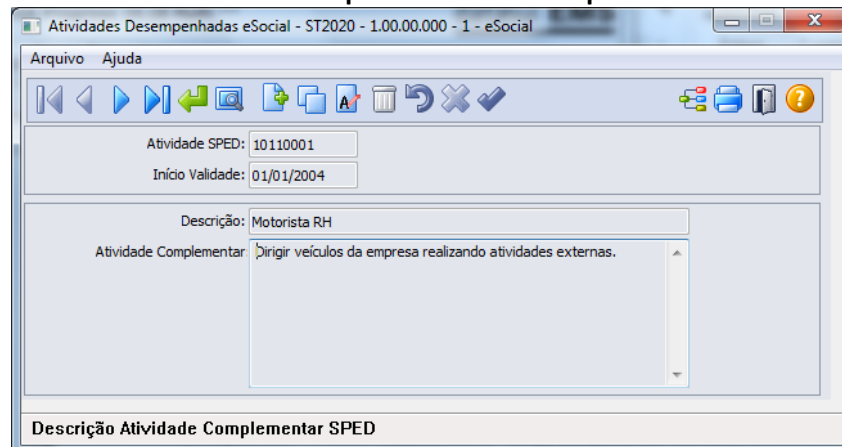 Atividades Desempenhadas eSocial - ST2020 - 1.00.00.000 - 1 - eSocial
Arquivo Ajuda
Atividade SPED: 10110001
Início Validade: 01/01/2004
Descrição: Motorista RH
Atividade Complementar: Dirigir veículos da empresa realizando atividades externas.
Descrição Atividade Complementar SPED